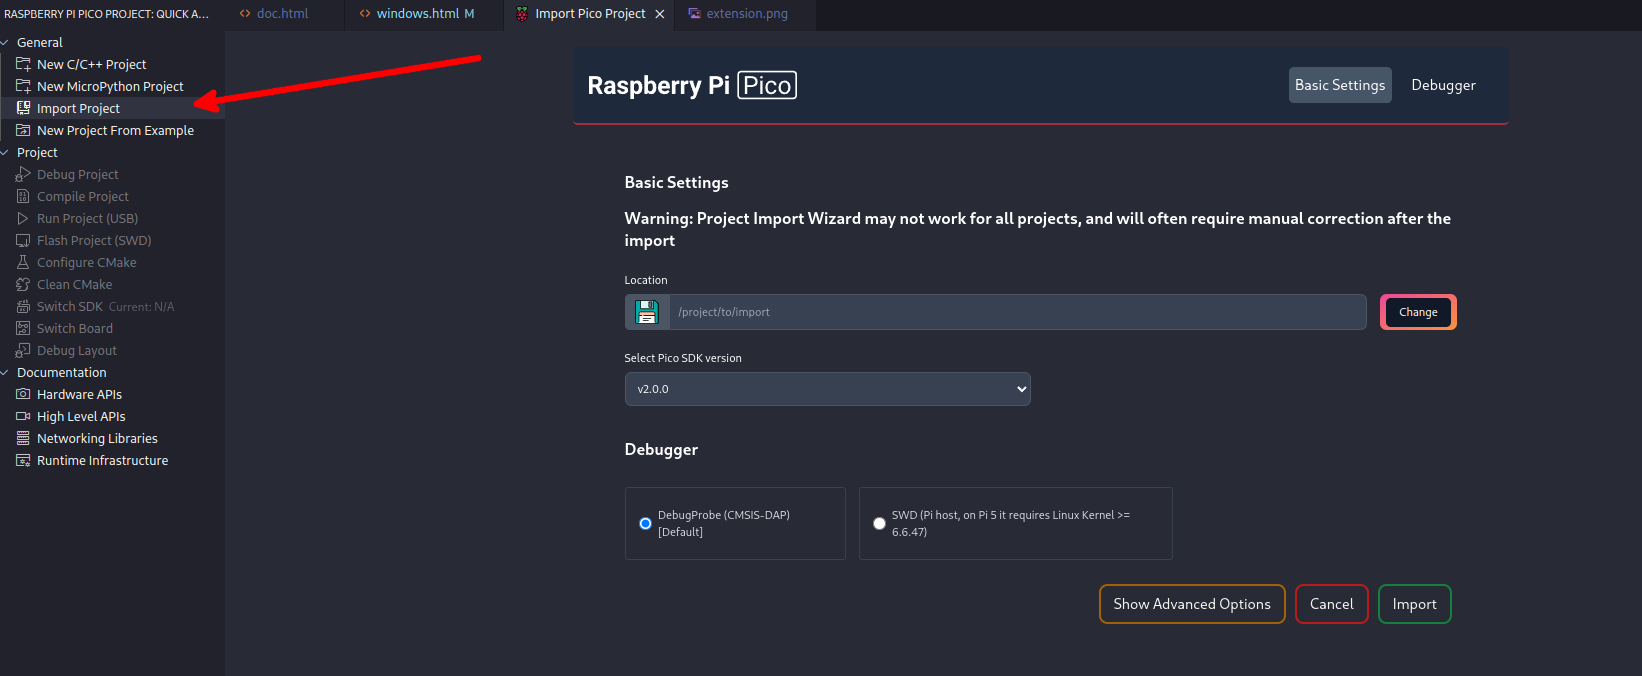 RASPBERRY PI PICO PROJECT: QUICK A...
doc.html
windows.html M
Import Pico Project
extension.png
General
New C/C++ Project
New MicroPython Project
Import Project
New Project From Example
Project
Debug Project
Compile Project
Run Project (USB)
Flash Project (SWD)
Configure CMake
Clean CMake
Switch SDK Current: N/A
Switch Board
Debug Layout
Documentation
Hardware APIs
High Level APIs
Networking Libraries
Runtime Infrastructure
Raspberry Pi Pico
Basic Settings
Debugger
Basic Settings
Warning: Project Import Wizard may not work for all projects, and will often require manual correction after the
import
Location
/project/to/import
Change
Select Pico SDK version
v2.0.0
Debugger
DebugProbe (CMSIS-DAP)
[Default]
SWD (Pi host, on Pi 5 it requires Linux Kernel >=
6.6.47)
Show Advanced Options
Cancel
Import